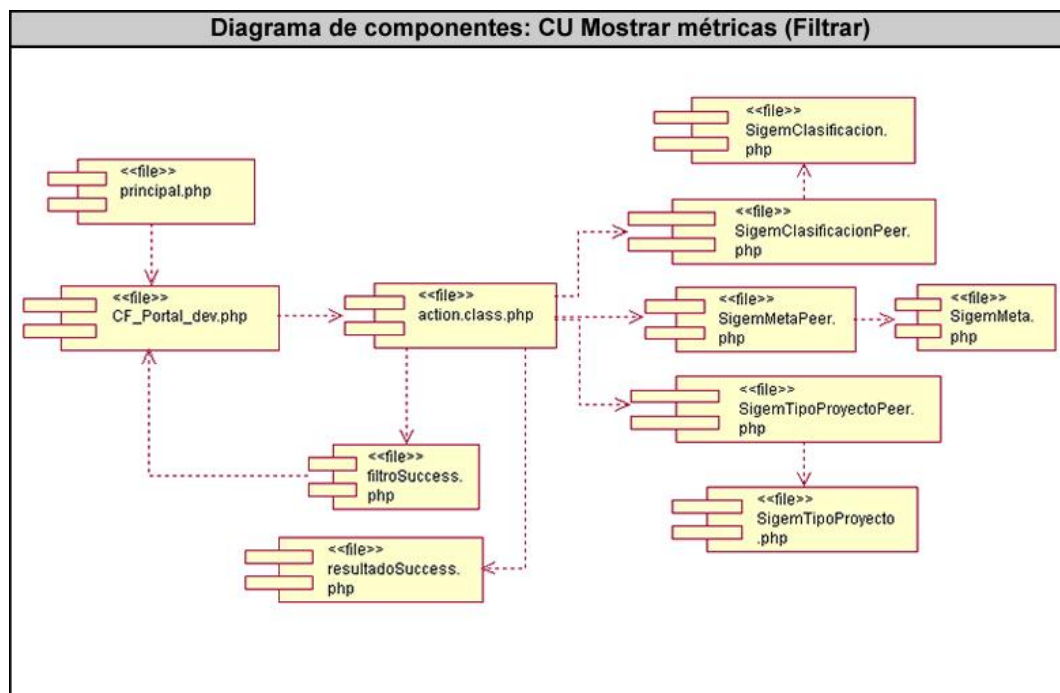 Diagrama de componentes: CU Mostrar métricas (Filtrar)
<<file>>
SigemClasificacion.
php
<<file>>
principal.php
<<file>>
SigemClasificacionPeer.
php
<<file>>
CF_Portal_dev.php
<<file>>
action.class.php
<<file>>
SigemMetaPeer.
php
<<file>>
SigemMeta.
php
<<file>>
SigemTipoProyectoPeer.
php
<<file>>
filtroSuccess.
php
<<file>>
SigemTipoProyecto
.php
<<file>>
resultadoSuccess.
php